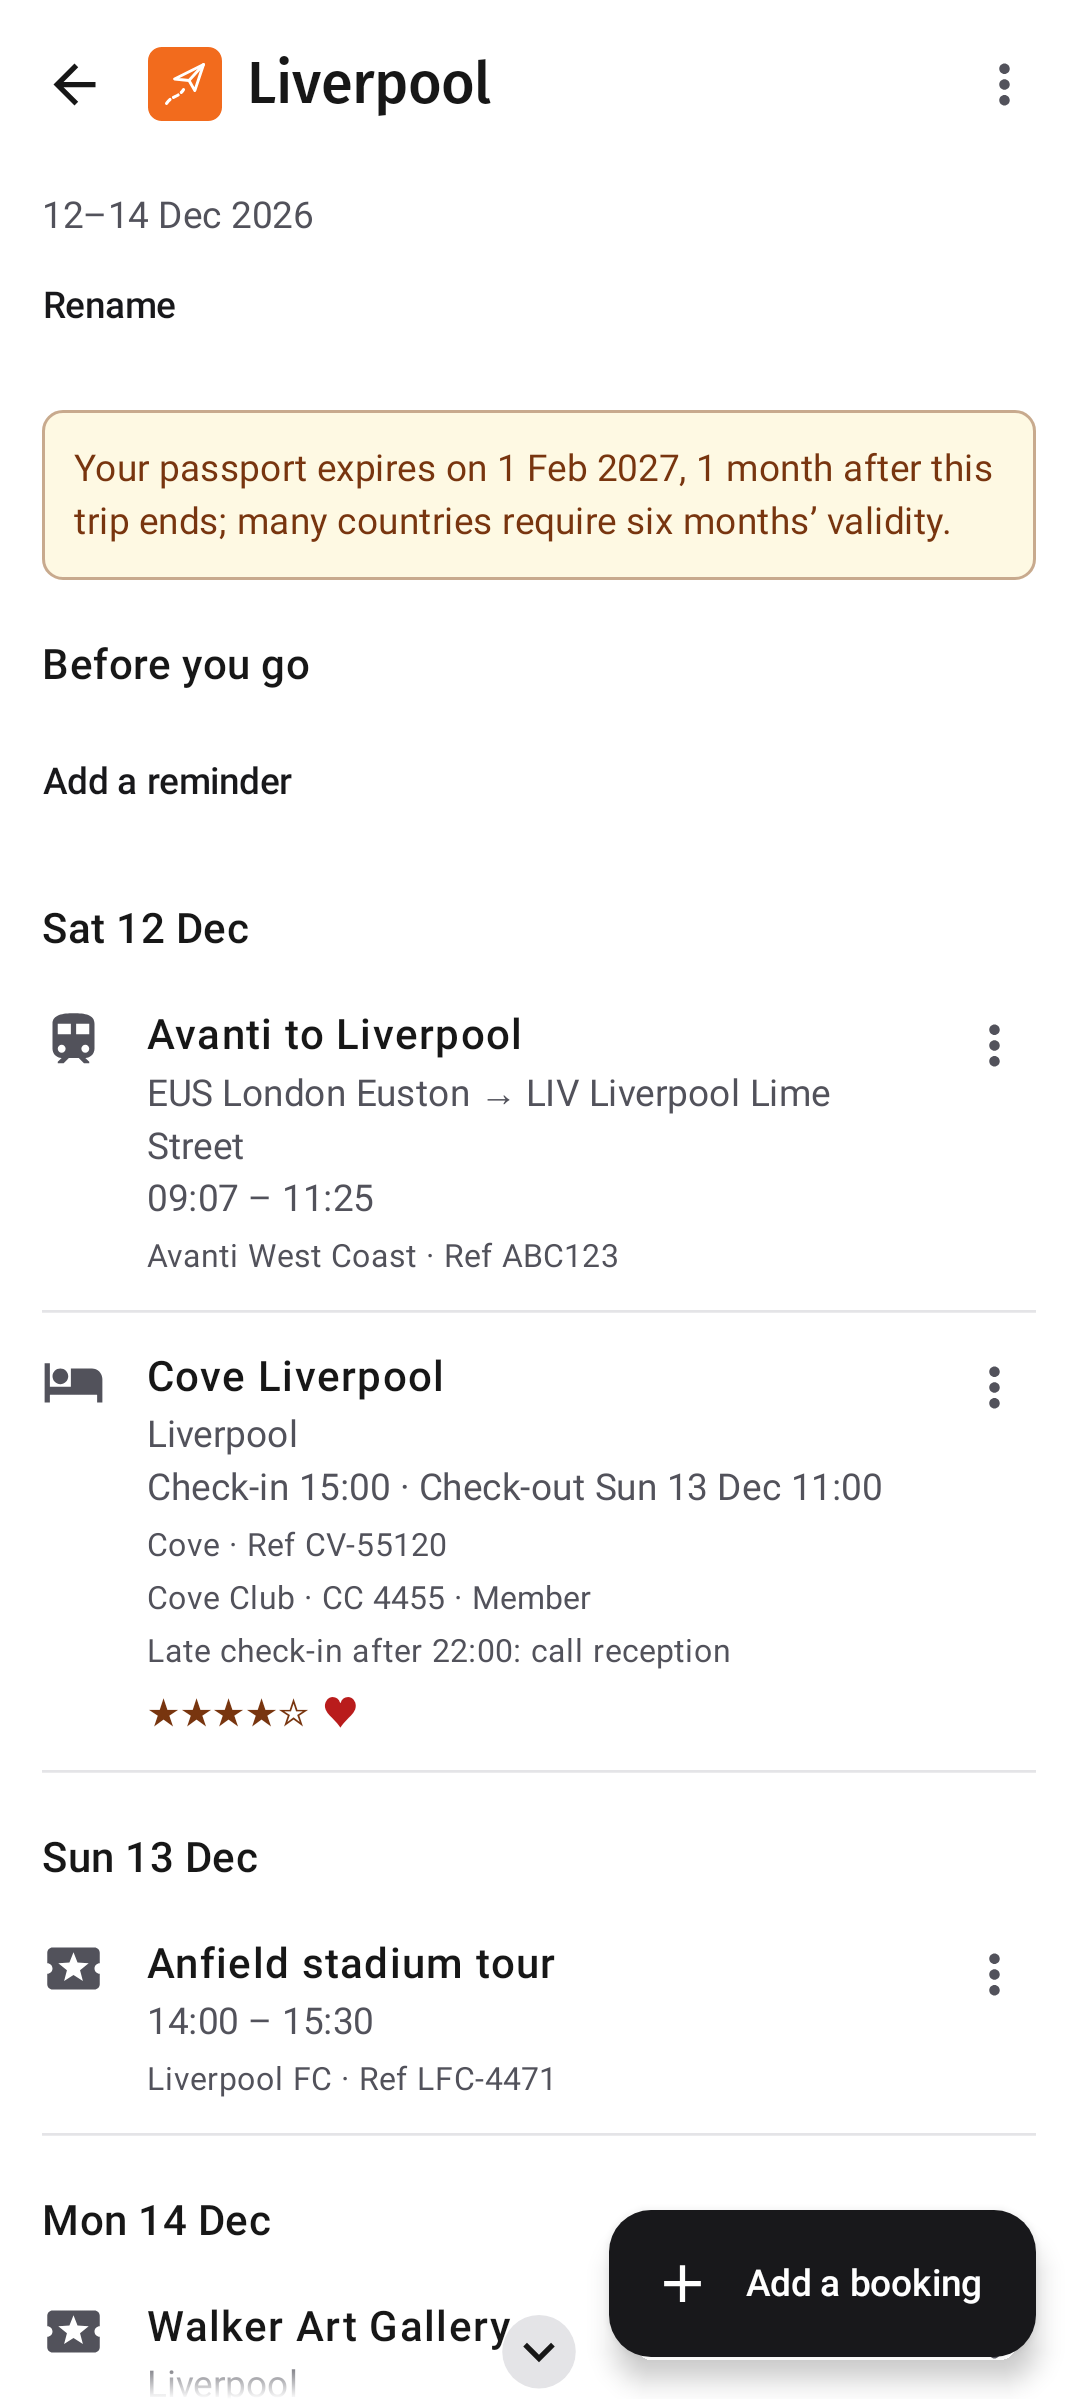 Liverpool
12–14 Dec 2026
Rename
Your passport expires on 1 Feb 2027, 1 month after this
trip ends; many countries require six months’ validity.
Before you go
Add a reminder
Sat 12 Dec
Avanti to Liverpool
EUS London Euston → LIV Liverpool Lime
Street
09:07 – 11:25
Avanti West Coast · Ref ABC123
Cove Liverpool
Liverpool
Check-in 15:00 · Check-out Sun 13 Dec 11:00
Cove · Ref CV-55120
Cove Club · CC 4455 · Member
Late check-in after 22:00: call reception
★★★★☆ ♥
Sun 13 Dec
Anfield stadium tour
14:00 – 15:30
Liverpool FC · Ref LFC-4471
Mon 14 Dec
Add a booking
Walker Art Gallery
Liverpool